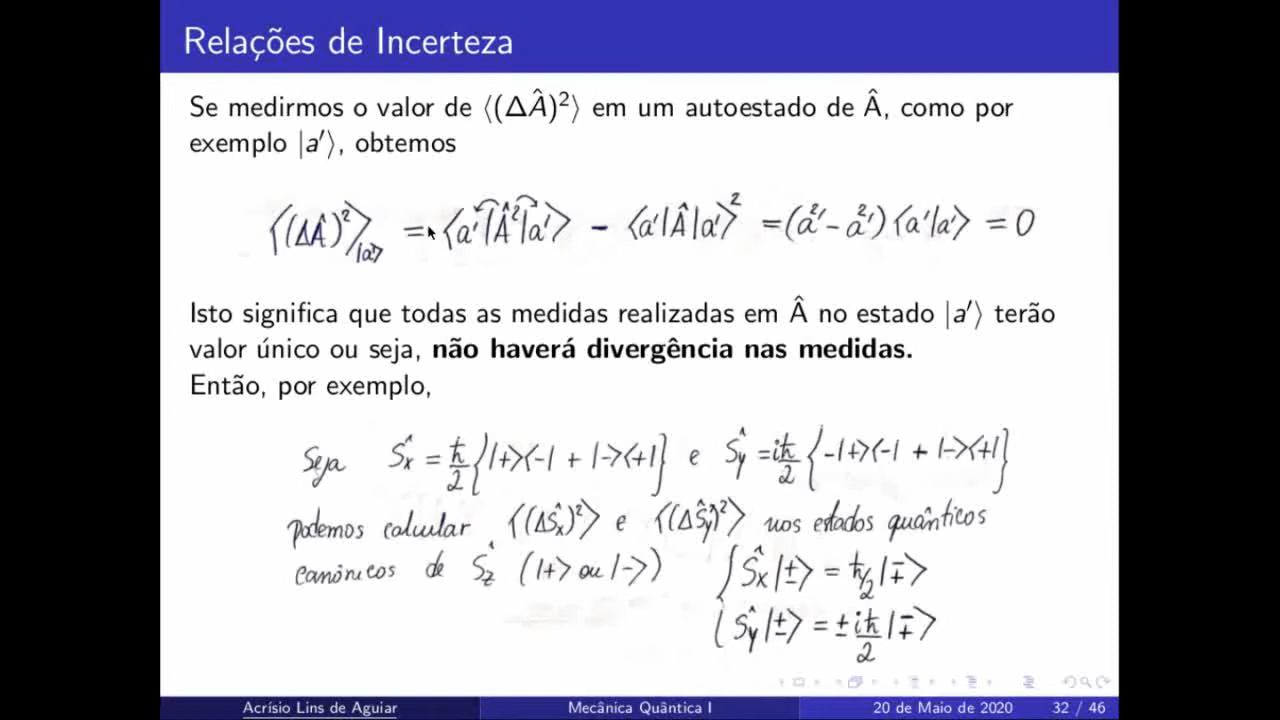 Relações de Incerteza
Se medirmos o valor de ⟨(ΔÂ)²⟩ em um autoestado de Â, como por
exemplo |a′⟩, obtemos
⟨(ΔÂ)²⟩|a'⟩ = ⟨a'|Â²|a'⟩ − ⟨a'|Â|a'⟩² = (a²' − a²')⟨a'|a'⟩ = 0
Isto significa que todas as medidas realizadas em Â no estado |a′⟩ terão
valor único ou seja, não haverá divergência nas medidas.
Então, por exemplo,
Seja Ŝx = ħ/2 {|+⟩⟨−| + |−⟩⟨+|} e Ŝy = iħ/2 {−|+⟩⟨−| + |−⟩⟨+|}
podemos calcular ⟨(ΔŜx)²⟩ e ⟨(ΔŜy)²⟩ nos estados quânticos
canônicos de Ŝz (|+⟩ ou |−⟩) { Ŝx|±⟩ = ħ/2 |∓⟩
Ŝy|±⟩ = ± iħ/2 |∓⟩
Acrísio Lins de Aguiar Mecânica Quântica I 20 de Maio de 2020 32 / 46